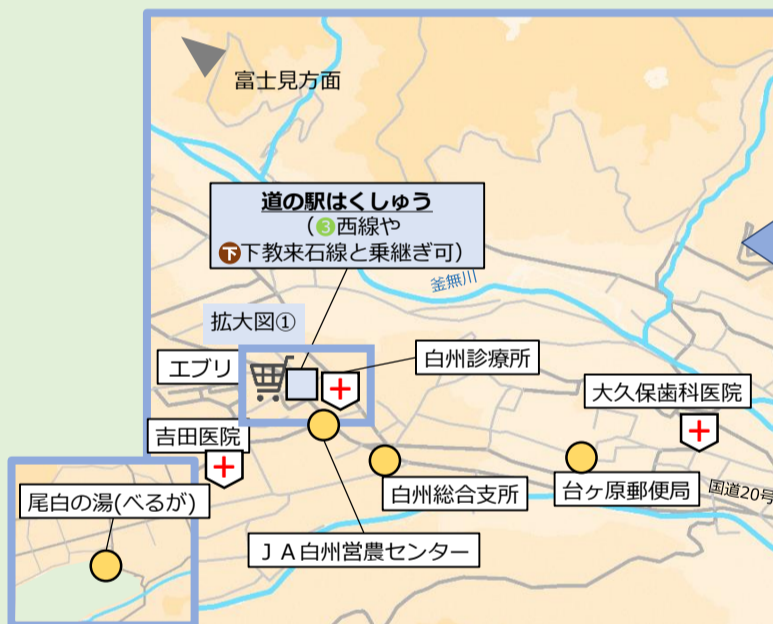 富士見方面
道の駅はくしゅう
(③西線や
下下教来石線と乗継ぎ可)
釜無川
拡大図①
エブリ
白州診療所
大久保歯科医院
吉田医院
尾白の湯(べるが)
白州総合支所
台ヶ原郵便局
国道20号
ＪＡ白州営農センター